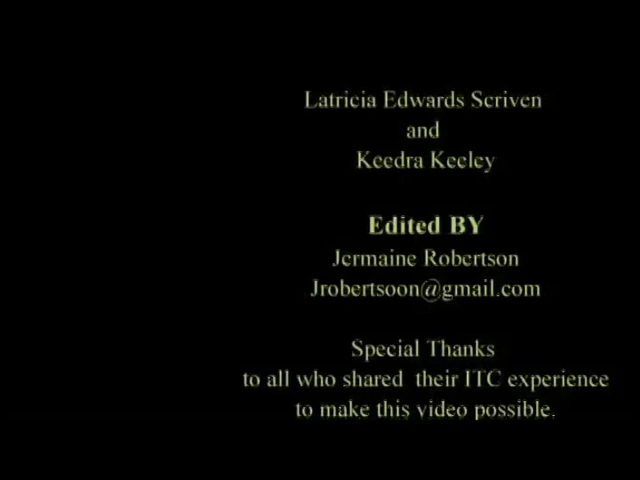 Latricia Edwards Scriven
and
Keedra Keeley
Edited BY
Jermaine Robertson
Jrobertsoon@gmail.com
Special Thanks
to all who shared their ITC experience
to make this video possible.